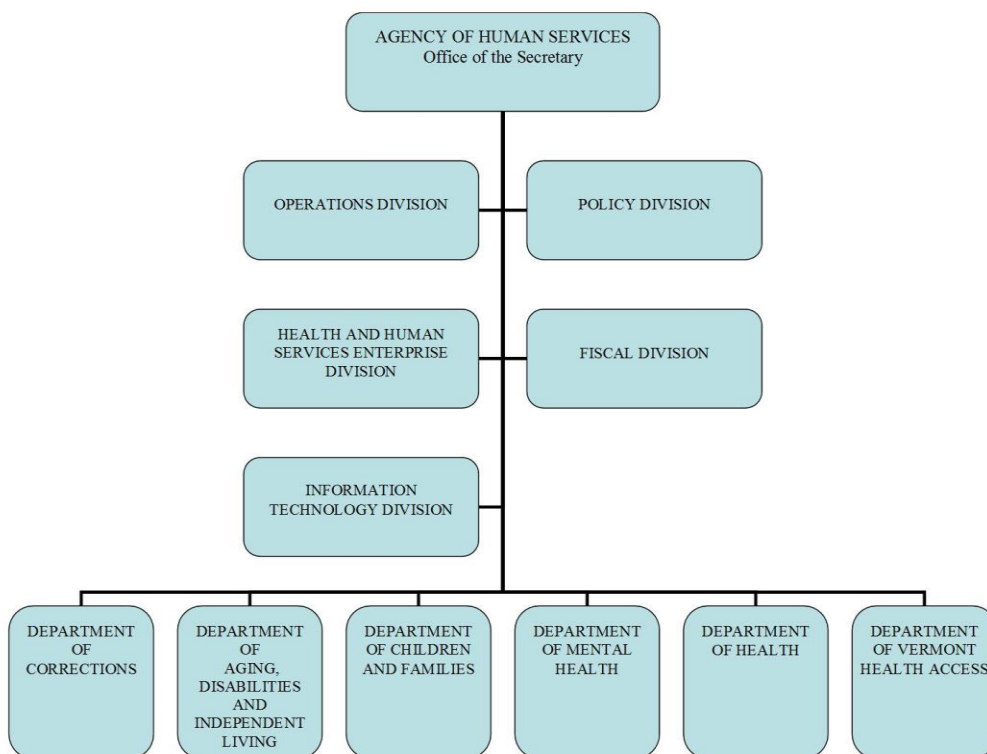 AGENCY OF HUMAN SERVICES
Office of the Secretary
OPERATIONS DIVISION
POLICY DIVISION
HEALTH AND HUMAN
SERVICES ENTERPRISE
DIVISION
FISCAL DIVISION
INFORMATION
TECHNOLOGY DIVISION
DEPARTMENT
OF
CORRECTIONS
DEPARTMENT
OF
AGING,
DISABILITIES
AND
INDEPENDENT
LIVING
DEPARTMENT
OF CHILDREN
AND FAMILIES
DEPARTMENT
OF MENTAL
HEALTH
DEPARTMENT
OF HEALTH
DEPARTMENT
OF VERMONT
HEALTH ACCESS